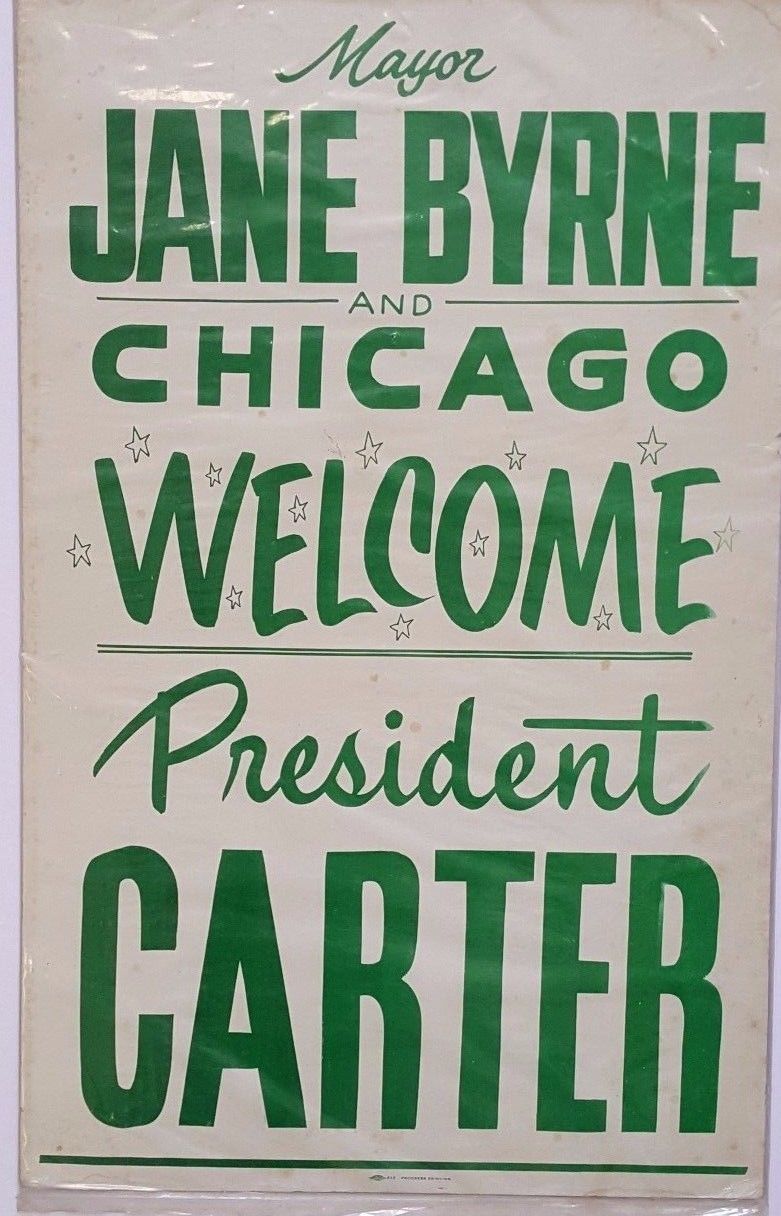 Mayor
JANE BYRNE
AND
CHICAGO
WELCOME
President
CARTER